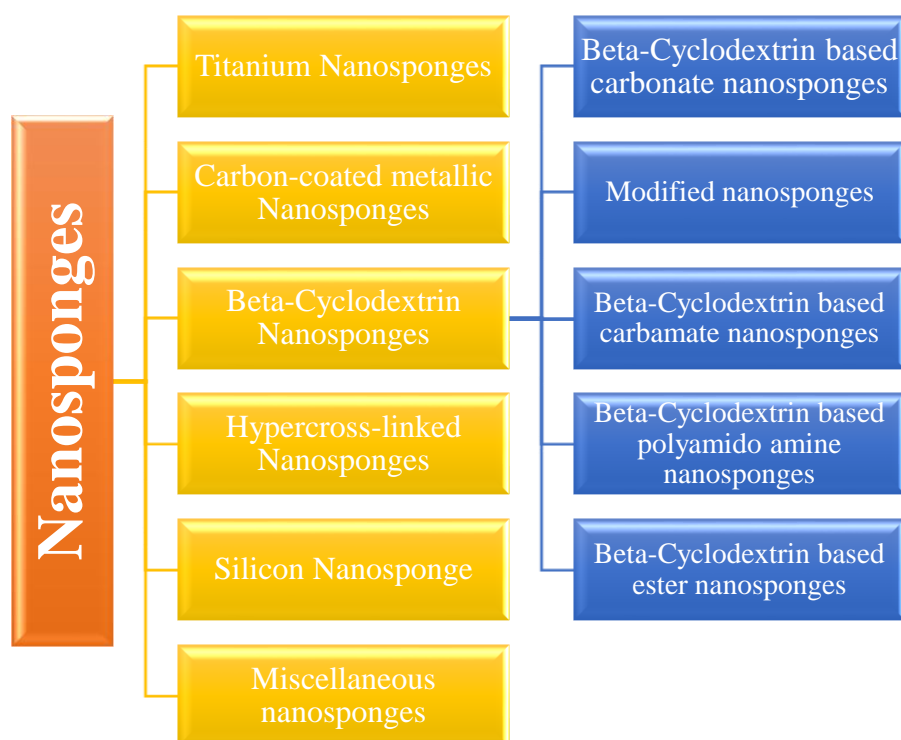 Nanosponges
Titanium Nanosponges
Carbon-coated metallic
Nanosponges
Beta-Cyclodextrin
Nanosponges
Hypercross-linked
Nanosponges
Silicon Nanosponge
Miscellaneous
nanosponges
Beta-Cyclodextrin based
carbonate nanosponges
Modified nanosponges
Beta-Cyclodextrin based
carbamate nanosponges
Beta-Cyclodextrin based
polyamido amine
nanosponges
Beta-Cyclodextrin based
ester nanosponges